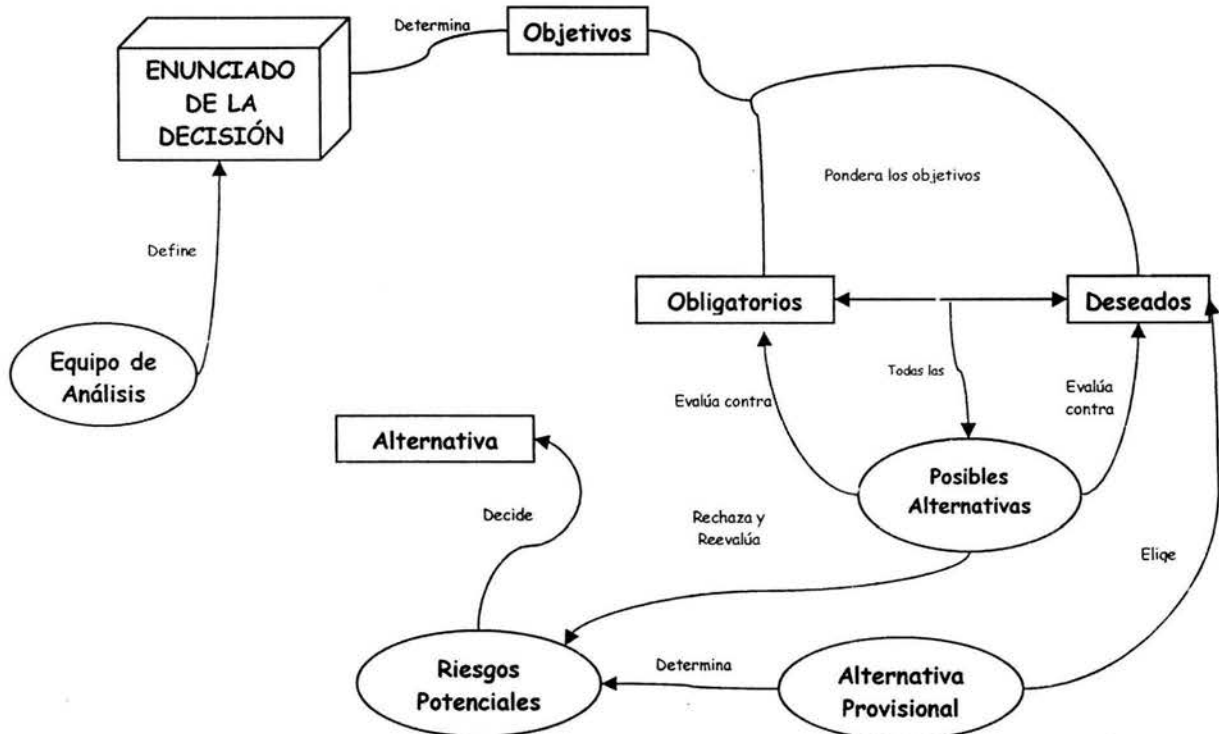 Determina
Objetivos
ENUNCIADO
DE LA
DECISIÓN
Pondera los objetivos
Define
Obligatorios
Deseados
Equipo de
Análisis
Todas las
Evalúa contra
Evalúa
contra
Alternativa
Posibles
Alternativas
Decide
Rechaza y
Reevalúa
Elige
Riesgos
Potenciales
Determina
Alternativa
Provisional